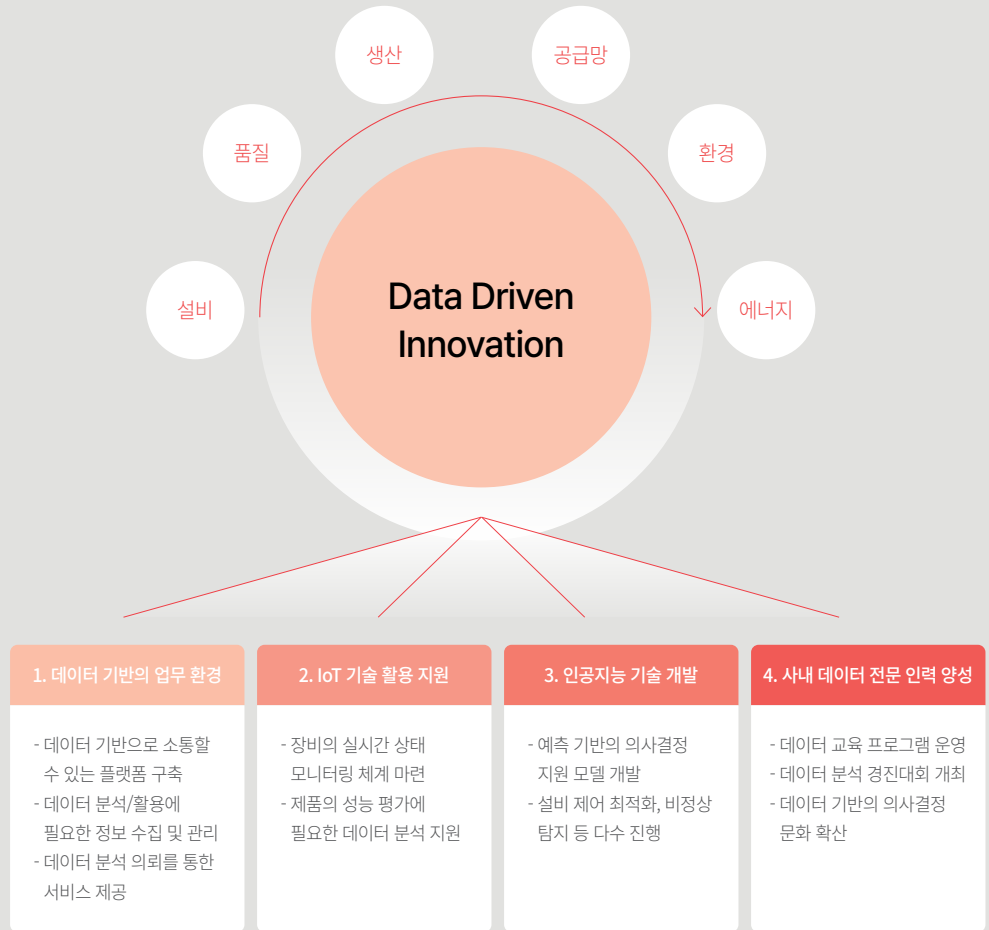 생산
공급망
품질
환경
설비
에너지
Data Driven
Innovation
1. 데이터 기반의 업무 환경
- 데이터 기반으로 소통할
수 있는 플랫폼 구축
- 데이터 분석/활용에
필요한 정보 수집 및 관리
- 데이터 분석 의뢰를 통한
서비스 제공
2. IoT 기술 활용 지원
- 장비의 실시간 상태
모니터링 체계 마련
- 제품의 성능 평가에
필요한 데이터 분석 지원
3. 인공지능 기술 개발
- 예측 기반의 의사결정
지원 모델 개발
- 설비 제어 최적화, 비정상
탐지 등 다수 진행
4. 사내 데이터 전문 인력 양성
- 데이터 교육 프로그램 운영
- 데이터 분석 경진대회 개최
- 데이터 기반의 의사결정
문화 확산